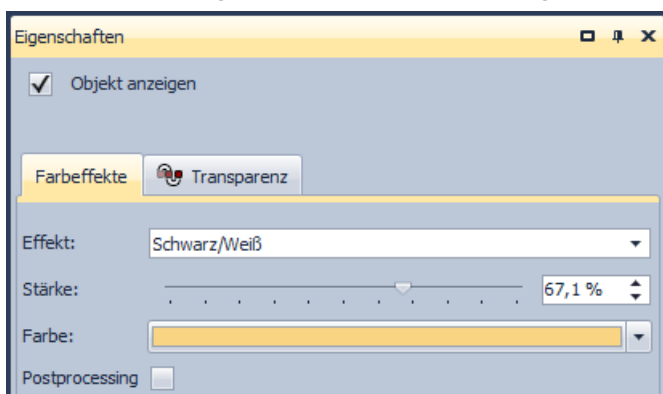 Eigenschaften
Objekt anzeigen
Farbeffekte Transparenz
Effekt: Schwarz/Weiß
Stärke: 67,1 %
Farbe:
Postprocessing